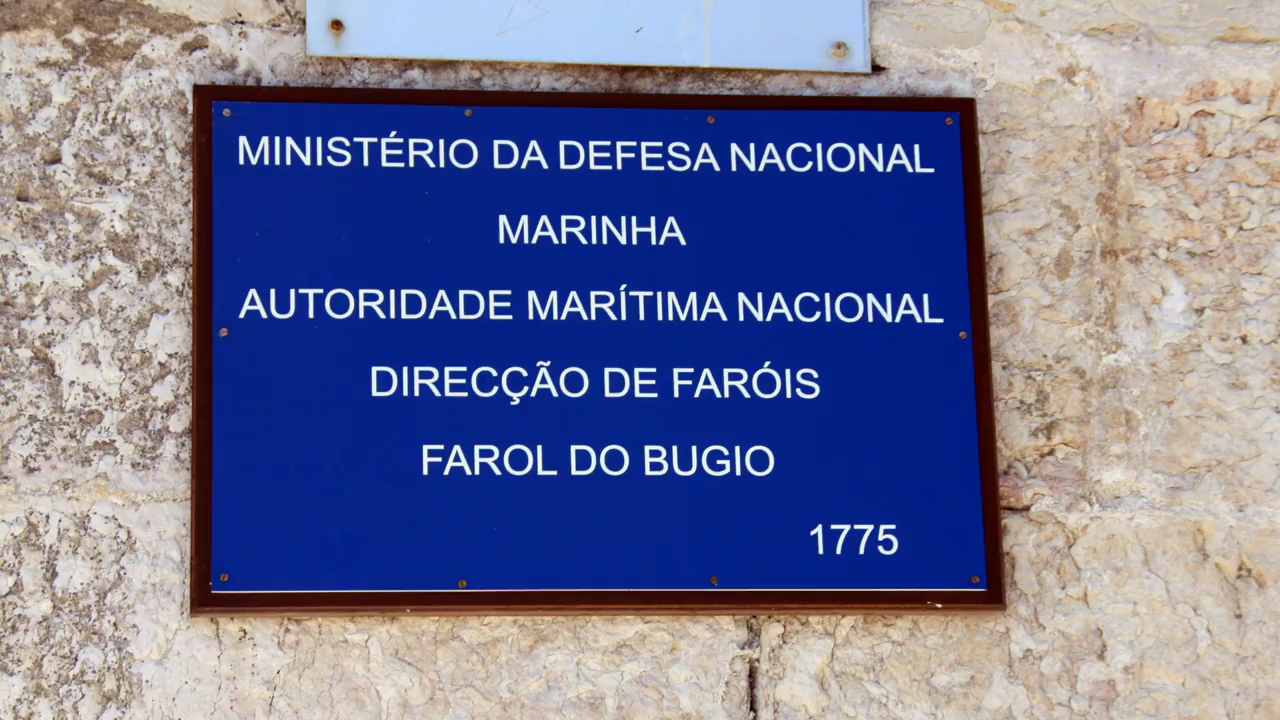 MINISTÉRIO DA DEFESA NACIONAL
MARINHA
AUTORIDADE MARÍTIMA NACIONAL
DIRECÇÃO DE FARÓIS
FAROL DO BUGIO
1775